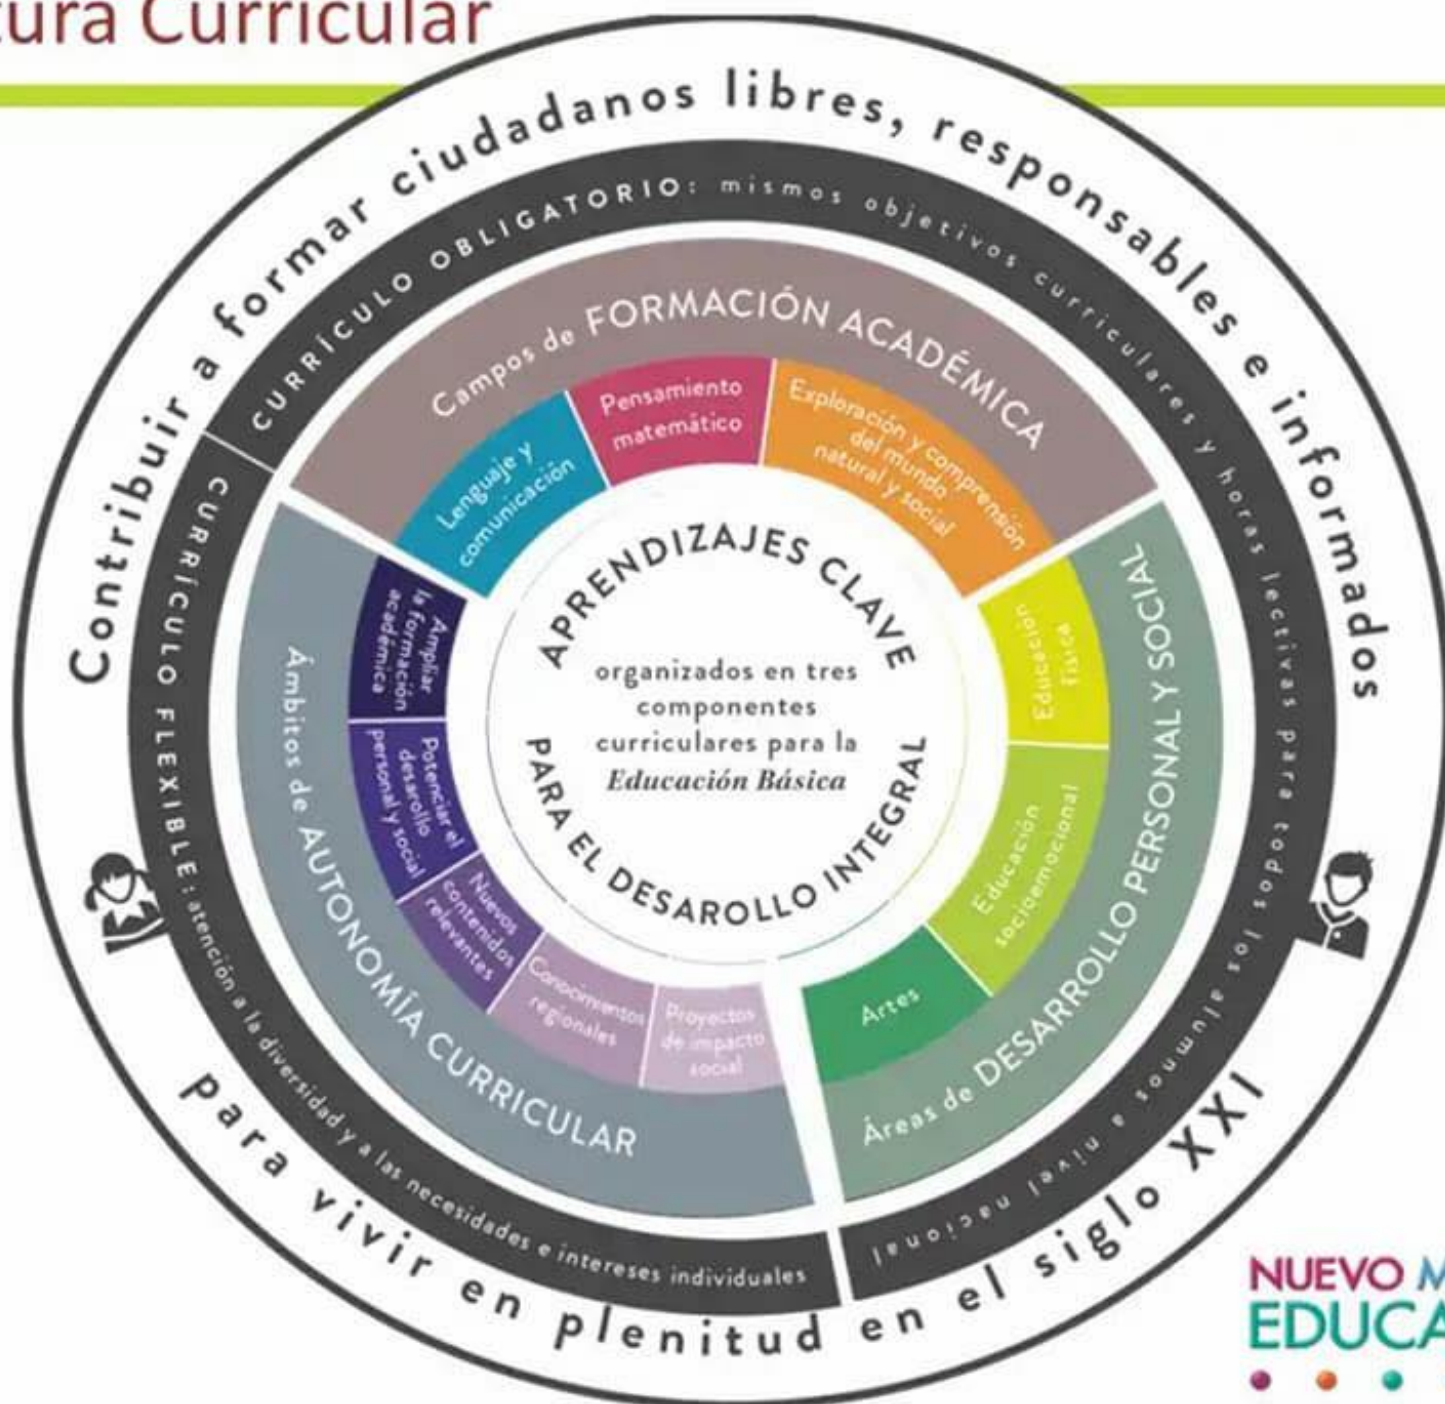 tura Curricular
Contribuir a formar ciudadanos libres, responsables e informados
para vivir en plenitud en el siglo XXI
CURRÍCULO OBLIGATORIO: mismos objetivos curriculares y horas lectivas para todos los alumnos a nivel nacional
CURRÍCULO FLEXIBLE: atención a la diversidad y a las necesidades e intereses individuales
Campos de FORMACIÓN ACADÉMICA
Lenguaje y
comunicación
Pensamiento
matemático
Exploración y comprensión
del mundo
natural y social
Áreas de DESARROLLO PERSONAL Y SOCIAL
Educación
Física
Educación
socioemocional
Artes
Ámbitos de AUTONOMÍA CURRICULAR
Ampliar
la formación
académica
Potenciar el
desarollo
personal y social
Nuevos
contenidos
relevantes
Conocimientos
regionales
Proyectos
de impacto
social
APRENDIZAJES CLAVE
organizados en tres
componentes
curriculares para la
Educación Básica
PARA EL DESAROLLO INTEGRAL
NUEVO M
EDUCA